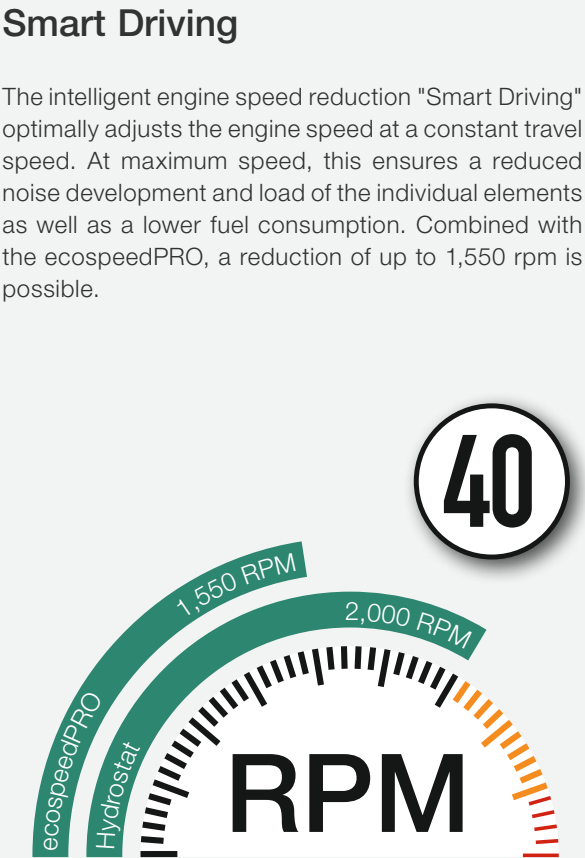 Smart Driving
The intelligent engine speed reduction "Smart Driving"
optimally adjusts the engine speed at a constant travel
speed. At maximum speed, this ensures a reduced
noise development and load of the individual elements
as well as a lower fuel consumption. Combined with
the ecospeedPRO, a reduction of up to 1,550 rpm is
possible.
40
1,550 RPM
2,000 RPM
ecospeedPRO
Hydrostat
RPM